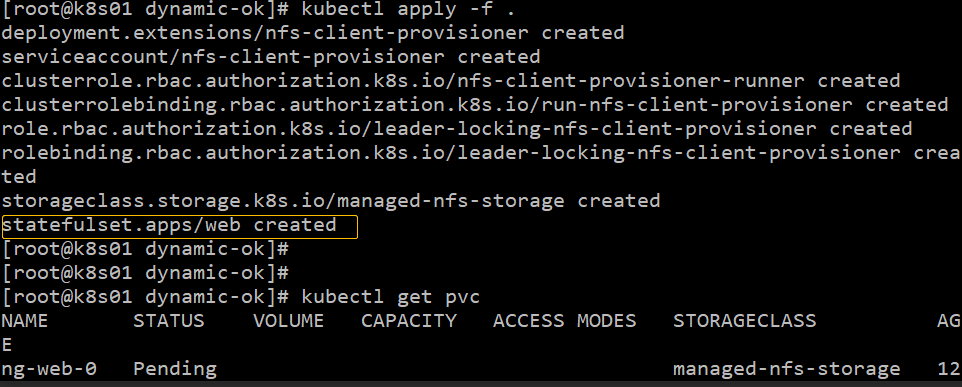 [root@k8s01 dynamic-ok]# kubectl apply -f .
deployment.extensions/nfs-client-provisioner created
serviceaccount/nfs-client-provisioner created
clusterrole.rbac.authorization.k8s.io/nfs-client-provisioner-runner created
clusterrolebinding.rbac.authorization.k8s.io/run-nfs-client-provisioner created
role.rbac.authorization.k8s.io/leader-locking-nfs-client-provisioner created
rolebinding.rbac.authorization.k8s.io/leader-locking-nfs-client-provisioner crea
ted
storageclass.storage.k8s.io/managed-nfs-storage created
statefulset.apps/web created
[root@k8s01 dynamic-ok]#
[root@k8s01 dynamic-ok]#
[root@k8s01 dynamic-ok]# kubectl get pvc
NAME       STATUS    VOLUME   CAPACITY   ACCESS MODES   STORAGECLASS          AG
E
ng-web-0   Pending                                      managed-nfs-storage   12